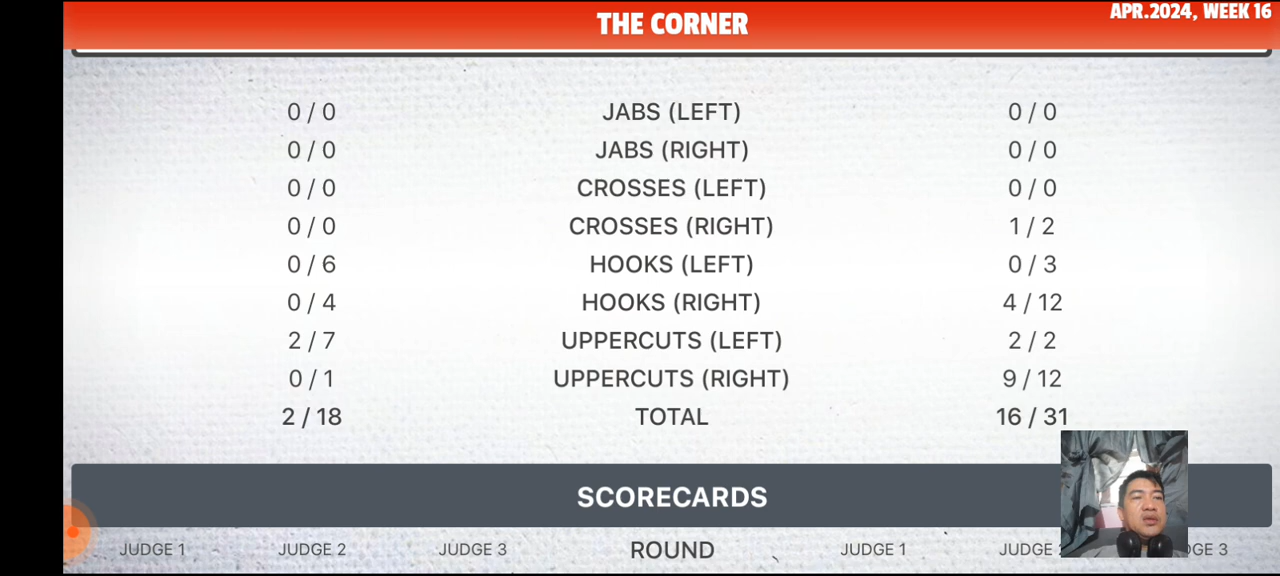 THE CORNER
APR.2024, WEEK 16
0 / 0 JABS (LEFT) 0 / 0
0 / 0 JABS (RIGHT) 0 / 0
0 / 0 CROSSES (LEFT) 0 / 0
0 / 0 CROSSES (RIGHT) 1 / 2
0 / 6 HOOKS (LEFT) 0 / 3
0 / 4 HOOKS (RIGHT) 4 / 12
2 / 7 UPPERCUTS (LEFT) 2 / 2
0 / 1 UPPERCUTS (RIGHT) 9 / 12
2 / 18 TOTAL 16 / 31
SCORECARDS
JUDGE 1 JUDGE 2 JUDGE 3 ROUND JUDGE 1 JUDGE 3